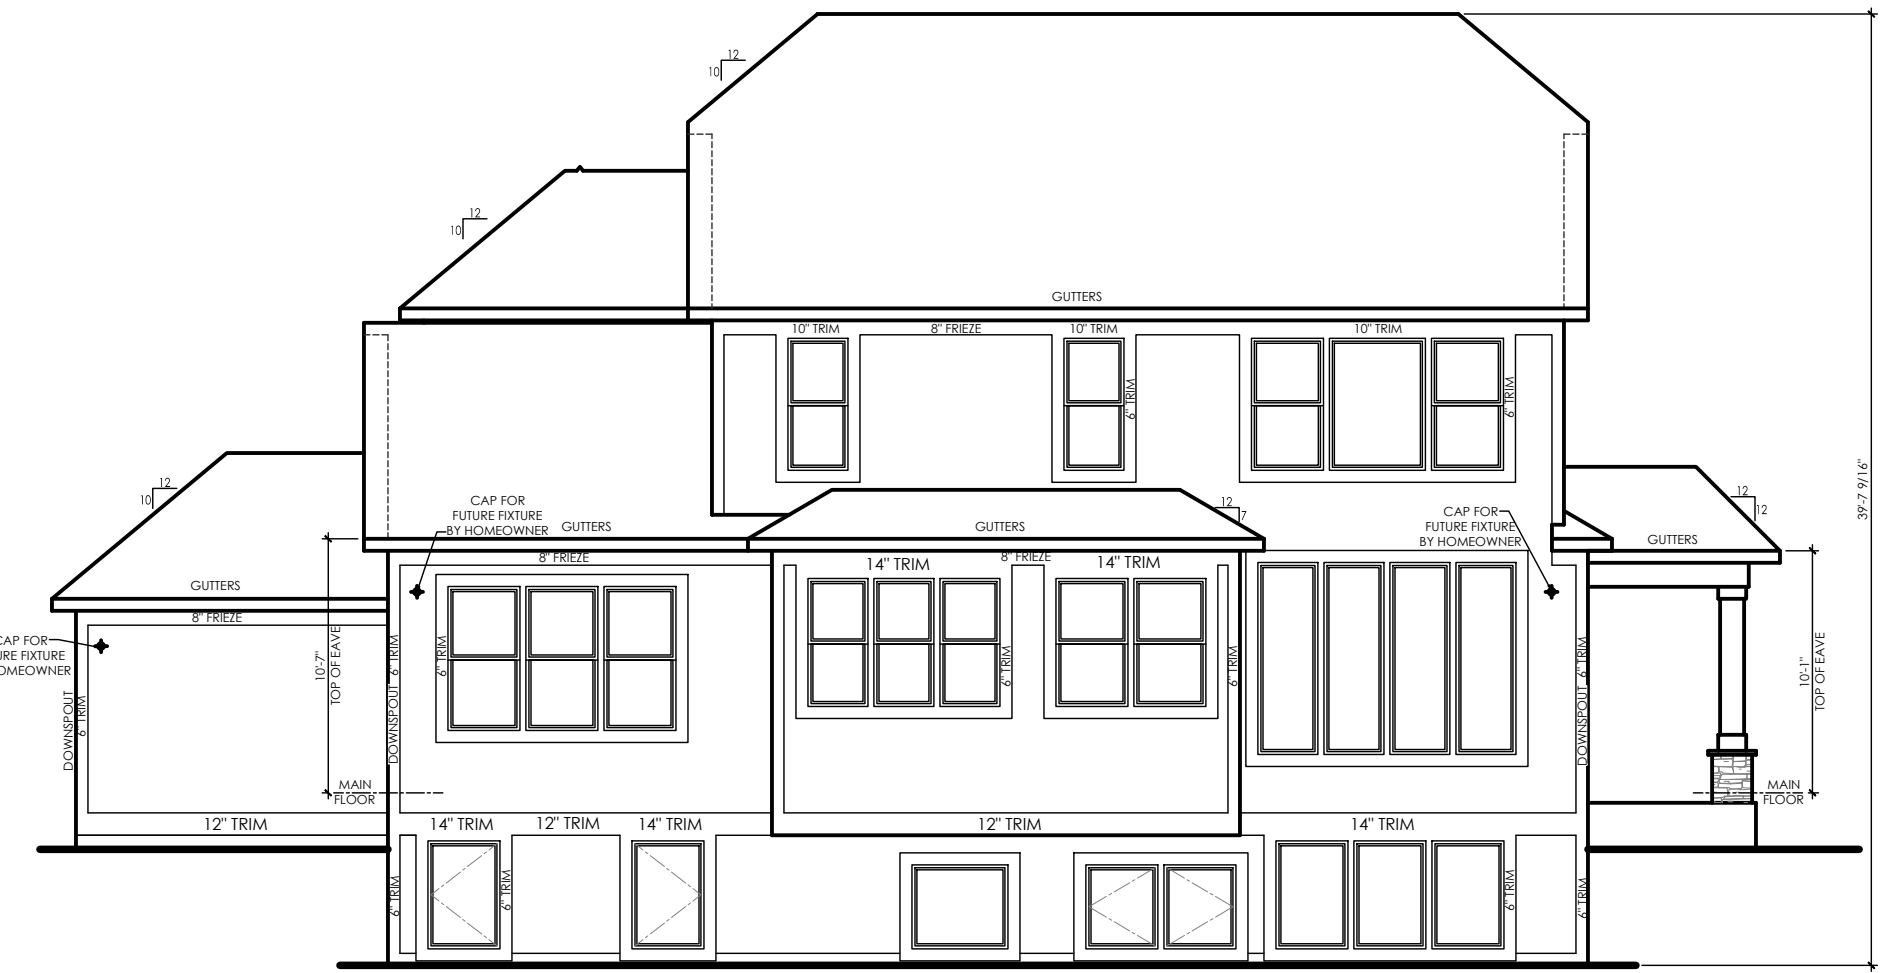 12
10
12
10
39'-7 9/16"
GUTTERS
10" TRIM
8" FRIEZE
10" TRIM
10" TRIM
6" TRIM
6" TRIM
12
10
CAP FOR
FUTURE FIXTURE
BY HOMEOWNER
GUTTERS
GUTTERS
12
7
CAP FOR
FUTURE FIXTURE
BY HOMEOWNER
12
12
GUTTERS
GUTTERS
8" FRIEZE
8" FRIEZE
14" TRIM
8" FRIEZE
14" TRIM
CAP FOR
URE FIXTURE
OMEOWNER
DOWNSPOUT
6" TRIM
10'-7"
TOP OF EAVE
DOWNSPOUT 6" TRIM
6" TRIM
6" TRIM
6" TRIM
DOWNSPOUT 6" TRIM
10'-1"
TOP OF EAVE
MAIN
FLOOR
MAIN
FLOOR
12" TRIM
14" TRIM
12" TRIM
14" TRIM
12" TRIM
14" TRIM
6" TRIM
6" TRIM
6" TRIM
6" TRIM